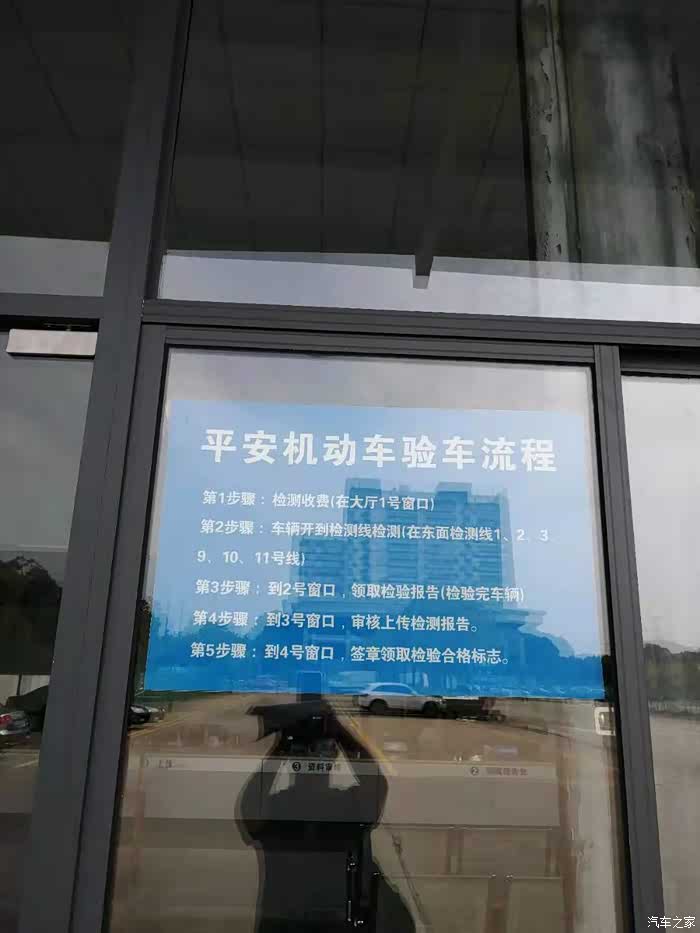 平安机动车验车流程
第1步骤：检测收费(在大厅1号窗口)
第2步骤：车辆开到检测线检测(在东面检测线1、2、3、
9、10、11号线)
第3步骤：到2号窗口，领取检验报告(检验完车辆)
第4步骤：到3号窗口，审核上传检测报告。
第5步骤：到4号窗口，签章领取检验合格标志。
③ 资料审
②
汽车之家